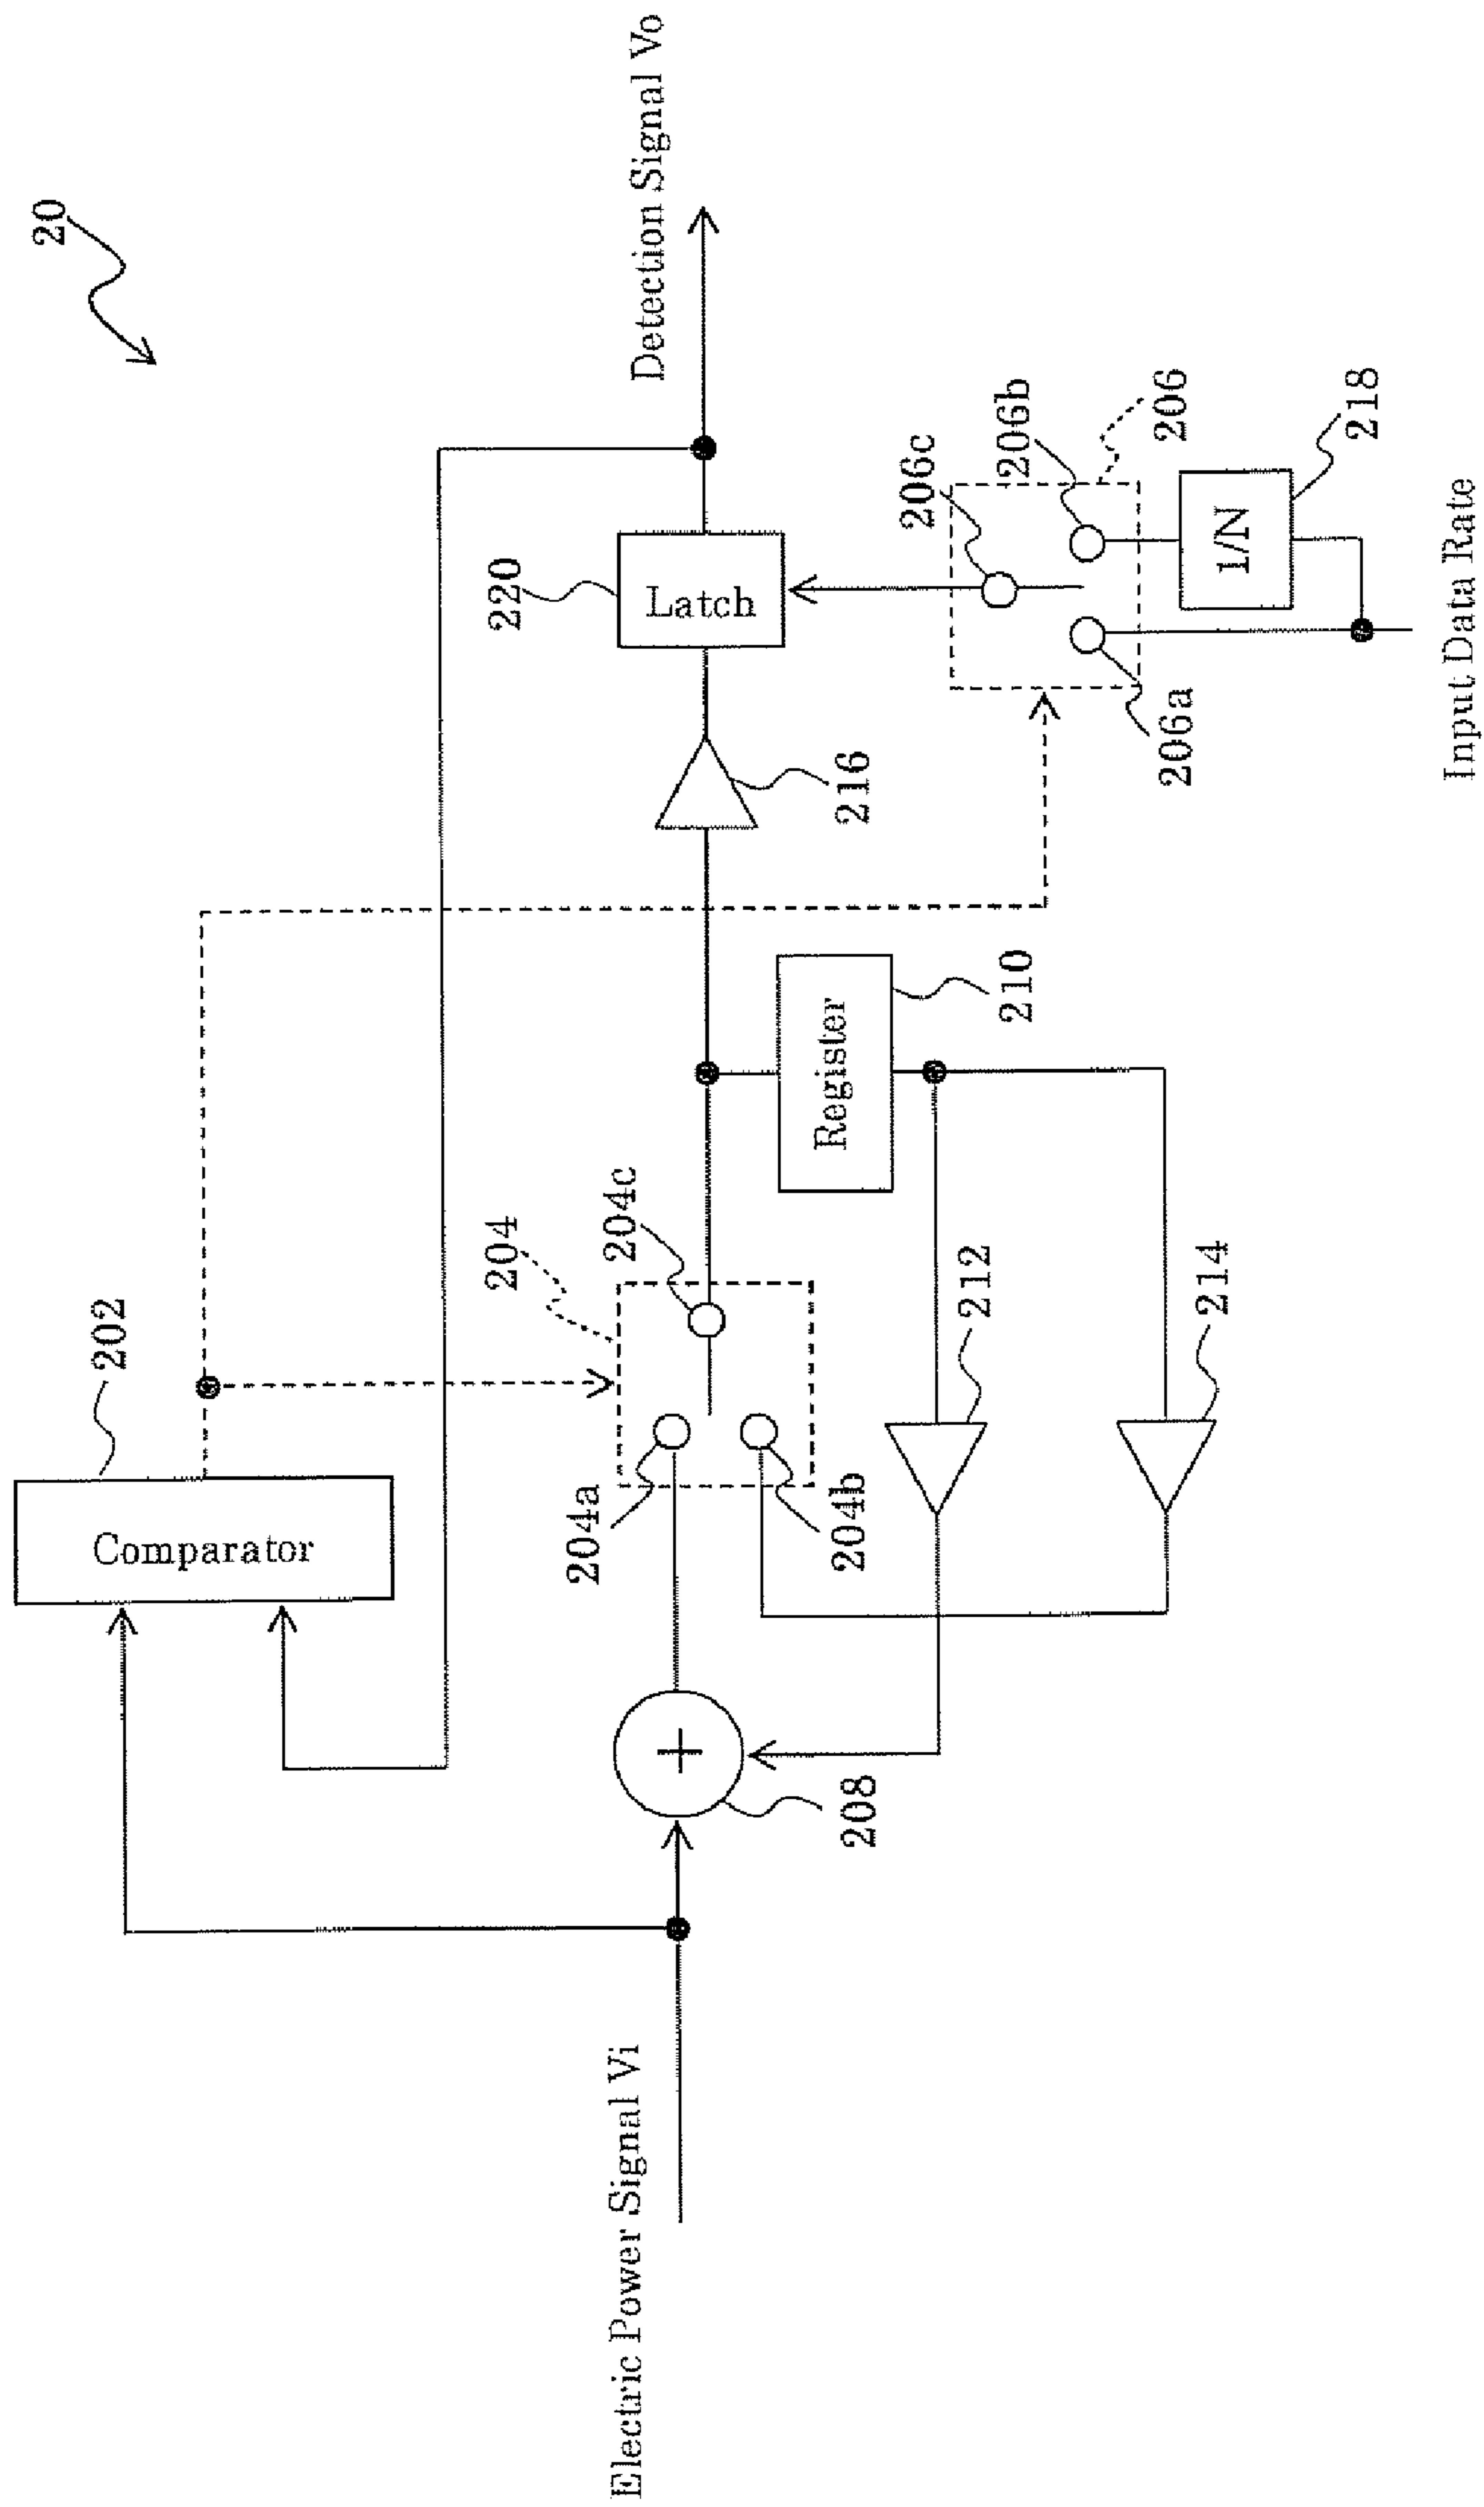 20
202
Comparator
Electric Power Signal Vi
208
+
204
204a
204b
204c
Register
210
212
214
216
220
Latch
Detection Signal Vo
206c
206b
206
206a
1/N
218
Input Data Rate